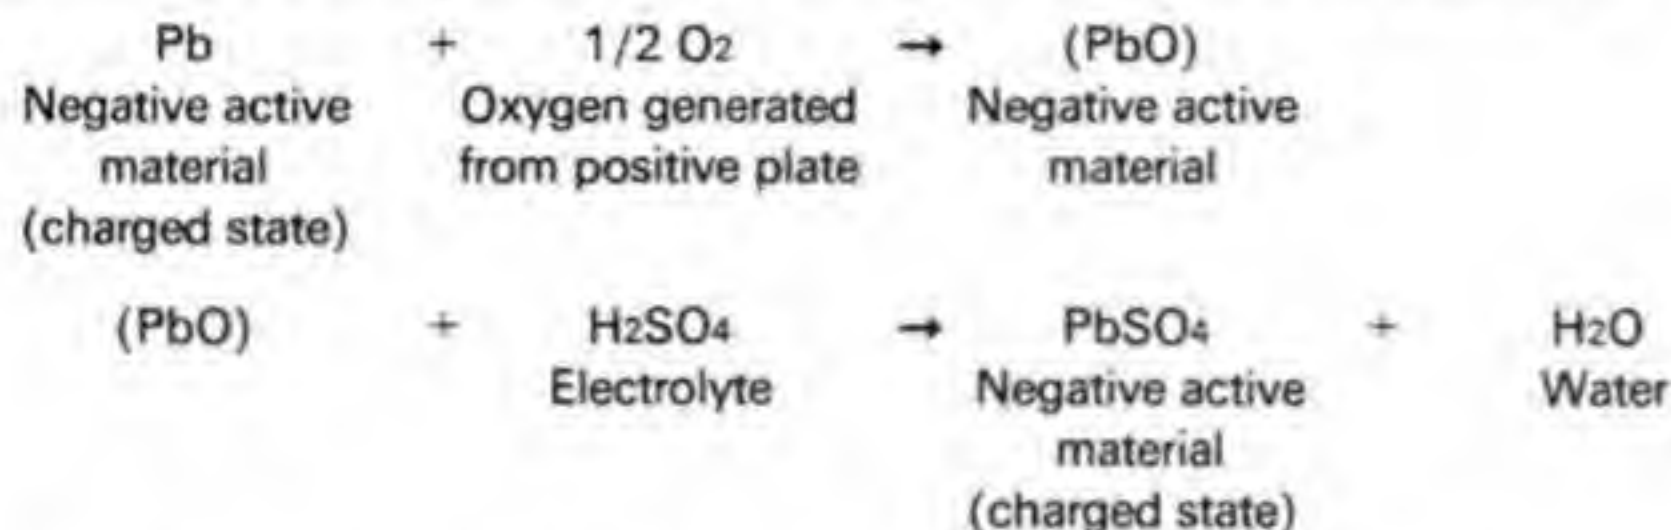 Pb + 1/2 O2 → (PbO)
Negative active Oxygen generated Negative active
material from positive plate material
(charged state)
(PbO) + H2SO4 → PbSO4 + H2O
Electrolyte Negative active Water
material
(charged state)